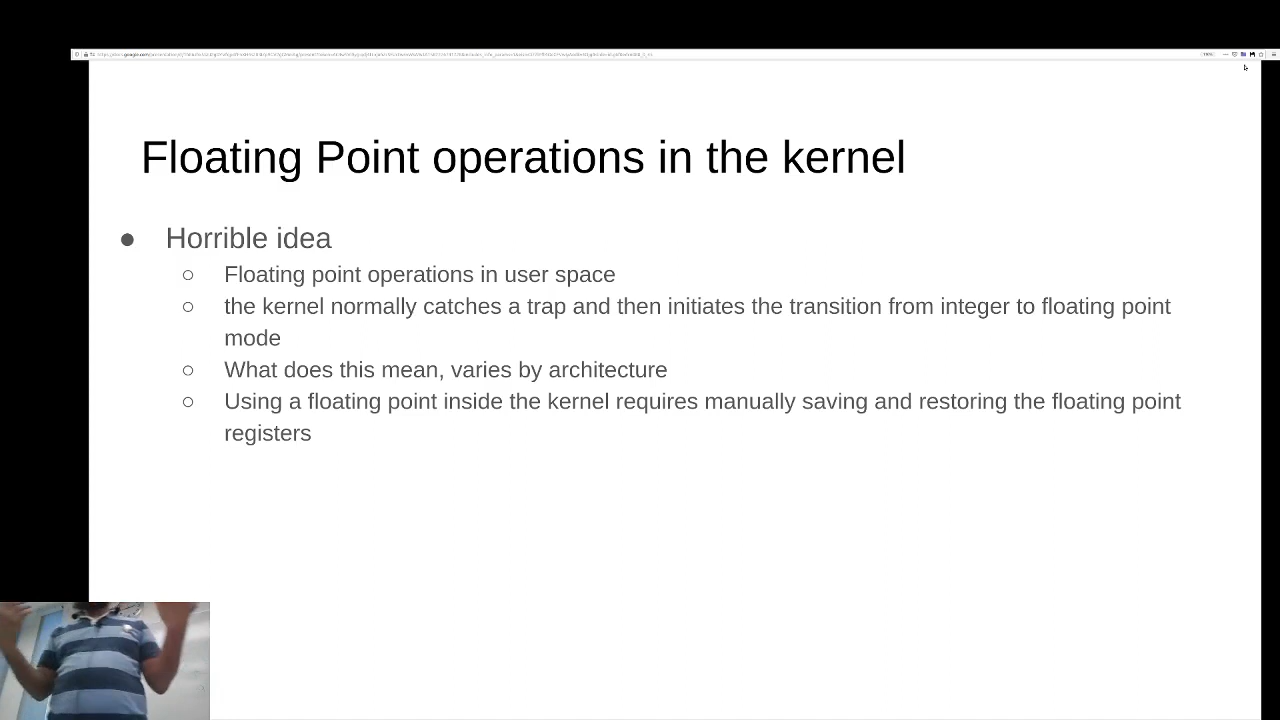 Floating Point operations in the kernel
● Horrible idea
○ Floating point operations in user space
○ the kernel normally catches a trap and then initiates the transition from integer to floating point
mode
○ What does this mean, varies by architecture
○ Using a floating point inside the kernel requires manually saving and restoring the floating point
registers